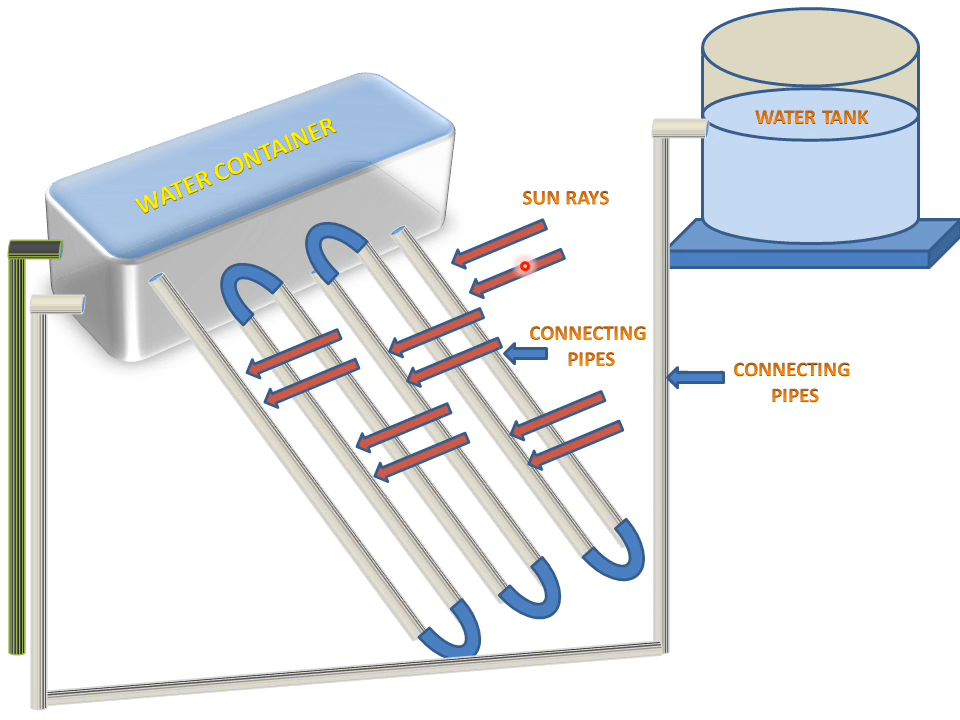 WATER CONTAINER
WATER TANK
SUN RAYS
CONNECTING
PIPES
CONNECTING
PIPES